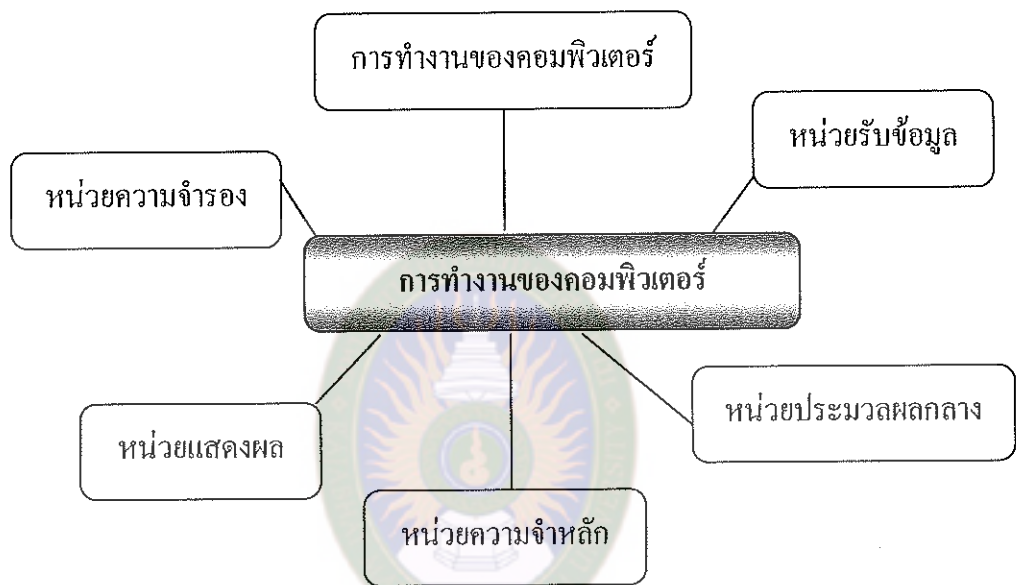 การทำงานของคอมพิวเตอร์
หน่วยรับข้อมูล
หน่วยความจำรอง
การทำงานของคอมพิวเตอร์
หน่วยประมวลผลกลาง
หน่วยแสดงผล
หน่วยความจำหลัก